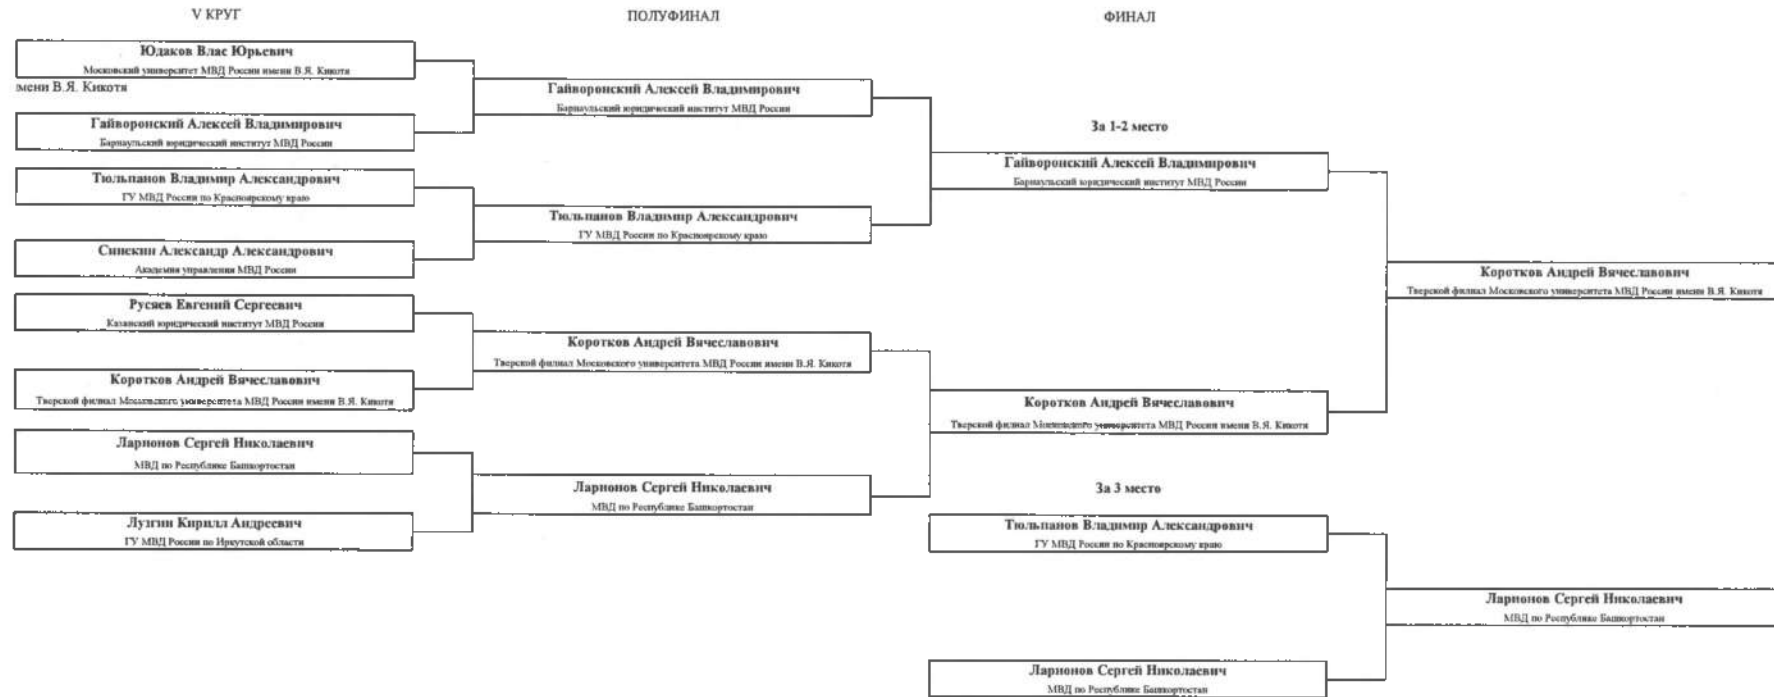 V КРУГ
ПОЛУФИНАЛ
ФИНАЛ
Юдаков Влас Юрьевич
Московский университет МВД России имени В.Я. Кикотя
имени В.Я. Кикотя
Гайворонский Алексей Владимирович
Барнаульский юридический институт МВД России
Тюльпанов Владимир Александрович
ГУ МВД России по Красноярскому краю
Синекин Александр Александрович
Академия управления МВД России
Русяев Евгений Сергеевич
Казанский юридический институт МВД России
Коротков Андрей Вячеславович
Тверской филиал Московского университета МВД России имени В.Я. Кикотя
Ларионов Сергей Николаевич
МВД по Республике Башкортостан
Лузгин Кирилл Андреевич
ГУ МВД России по Иркутской области
Гайворонский Алексей Владимирович
Барнаульский юридический институт МВД России
Тюльпанов Владимир Александрович
ГУ МВД России по Красноярскому краю
Коротков Андрей Вячеславович
Тверской филиал Московского университета МВД России имени В.Я. Кикотя
Ларионов Сергей Николаевич
МВД по Республике Башкортостан
За 1-2 место
Гайворонский Алексей Владимирович
Барнаульский юридический институт МВД России
Коротков Андрей Вячеславович
Тверской филиал Московского университета МВД России имени В.Я. Кикотя
За 3 место
Тюльпанов Владимир Александрович
ГУ МВД России по Красноярскому краю
Ларионов Сергей Николаевич
МВД по Республике Башкортостан
Коротков Андрей Вячеславович
Тверской филиал Московского университета МВД России имени В.Я. Кикотя
Ларионов Сергей Николаевич
МВД по Республике Башкортостан